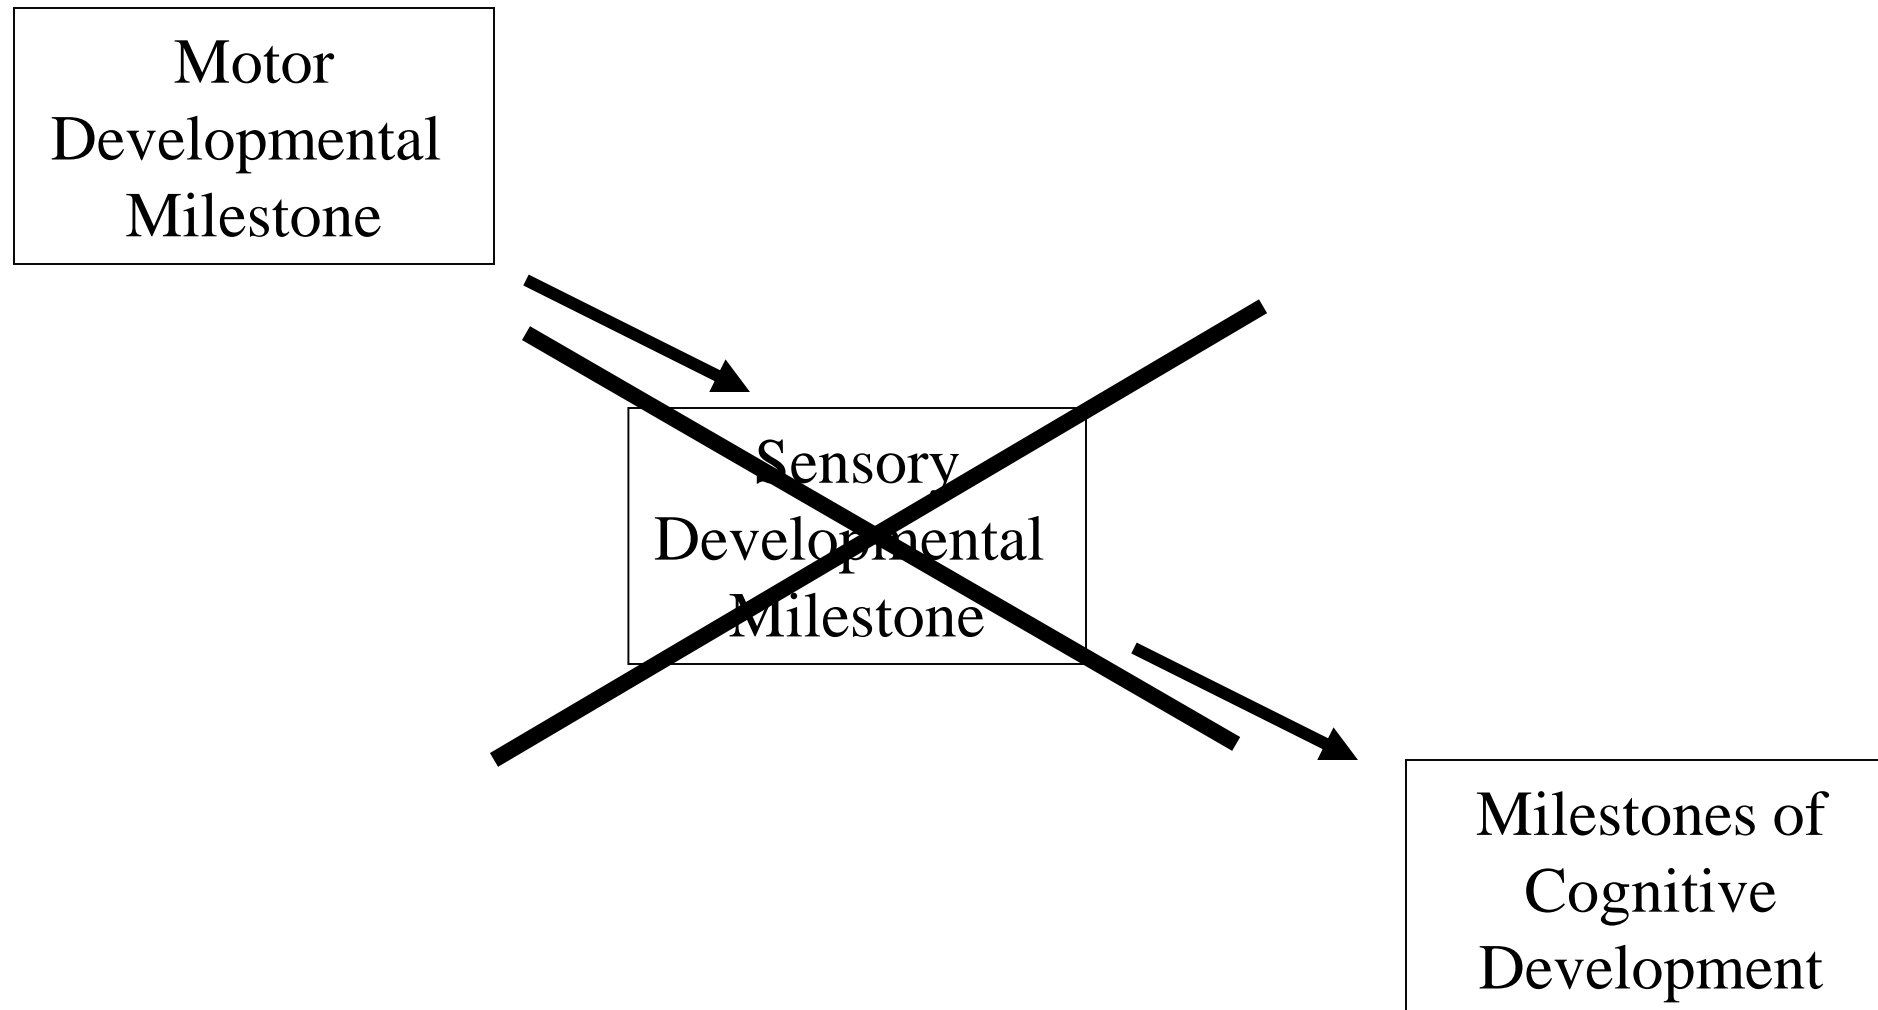 Motor
Developmental
Milestone
Sensory
Developmental
Milestone
Milestones of
Cognitive
Development